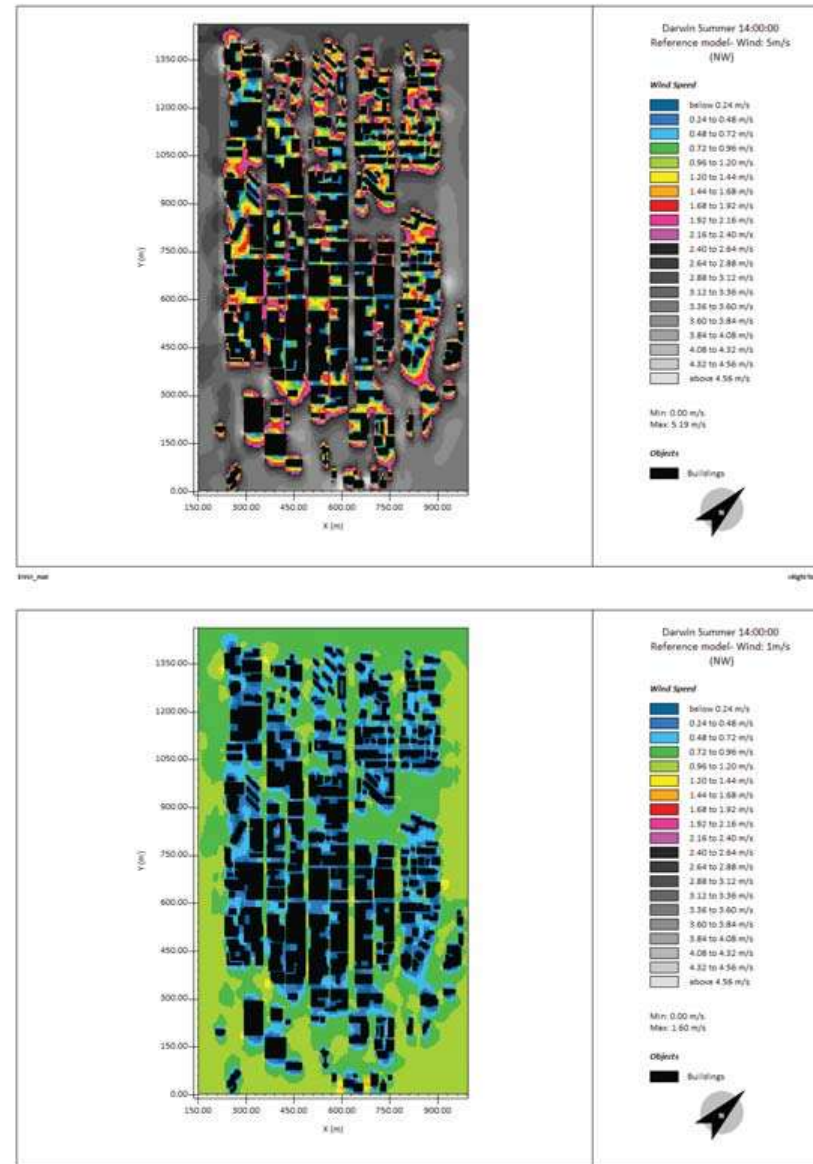 Darwin Summer 14:00:00
Reference model- Wind: 5m/s
(NW)
Wind Speed
below 0.24 m/s
0.24 to 0.48 m/s
0.48 to 0.72 m/s
0.72 to 0.96 m/s
0.96 to 1.20 m/s
1.20 to 1.44 m/s
1.44 to 1.68 m/s
1.68 to 1.92 m/s
1.92 to 2.16 m/s
2.16 to 2.40 m/s
2.40 to 2.64 m/s
2.64 to 2.88 m/s
2.88 to 3.12 m/s
3.12 to 3.36 m/s
3.36 to 3.60 m/s
3.60 to 3.84 m/s
3.84 to 4.08 m/s
4.08 to 4.32 m/s
4.32 to 4.56 m/s
above 4.56 m/s
Min: 0.00 m/s
Max: 5.19 m/s
Objects
Buildings
N
Y (m)
1350.00
1200.00
1050.00
900.00
750.00
600.00
450.00
300.00
150.00
0.00
150.00 300.00 450.00 600.00 750.00 900.00
X (m)
Darwin Summer 14:00:00
Reference model- Wind: 1m/s
(NW)
Wind Speed
below 0.24 m/s
0.24 to 0.48 m/s
0.48 to 0.72 m/s
0.72 to 0.96 m/s
0.96 to 1.20 m/s
1.20 to 1.44 m/s
1.44 to 1.68 m/s
1.68 to 1.92 m/s
1.92 to 2.16 m/s
2.16 to 2.40 m/s
2.40 to 2.64 m/s
2.64 to 2.88 m/s
2.88 to 3.12 m/s
3.12 to 3.36 m/s
3.36 to 3.60 m/s
3.60 to 3.84 m/s
3.84 to 4.08 m/s
4.08 to 4.32 m/s
4.32 to 4.56 m/s
above 4.56 m/s
Min: 0.00 m/s
Max: 1.60 m/s
Objects
Buildings
N
Y (m)
1350.00
1200.00
1050.00
900.00
750.00
600.00
450.00
300.00
150.00
0.00
150.00 300.00 450.00 600.00 750.00 900.00
X (m)